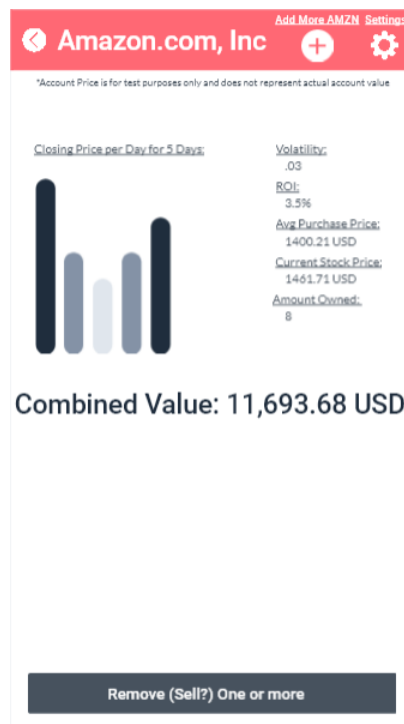 Add More AMZN Settings
Amazon.com, Inc
*Account Price is for test purposes only and does not represent actual account value
Closing Price per Day for 5 Days:
Volatility:
.03
ROI:
3.5%
Avg Purchase Price:
1400.21 USD
Current Stock Price:
1461.71 USD
Amount Owned:
8
Combined Value: 11,693.68 USD
Remove (Sell?) One or more